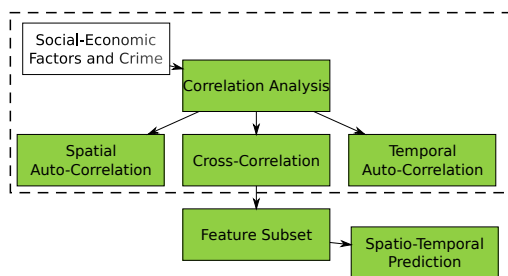 Social-Economic
Factors and Crime
Correlation Analysis
Spatial
Auto-Correlation
Cross-Correlation
Temporal
Auto-Correlation
Feature Subset
Spatio-Temporal
Prediction